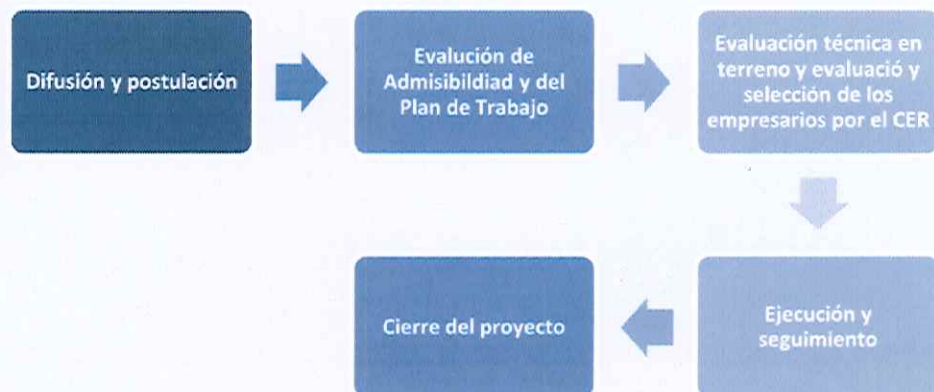 Difusión y postulación
Evalución de
Admisibildiad y del
Plan de Trabajo
Evaluación técnica en
terreno y evaluació y
selección de los
empresarios por el CER
Ejecución y
seguimiento
Cierre del proyecto